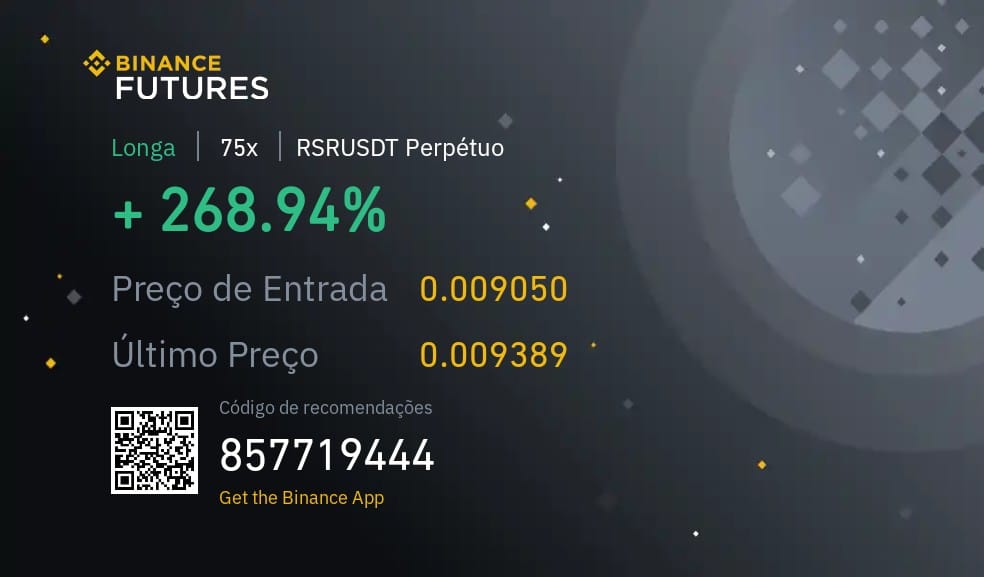 BINANCE
FUTURES
Longa | 75x | RSRUSDT Perpétuo
+ 268.94%
Preço de Entrada 0.009050
Último Preço 0.009389
Código de recomendações
857719444
Get the Binance App